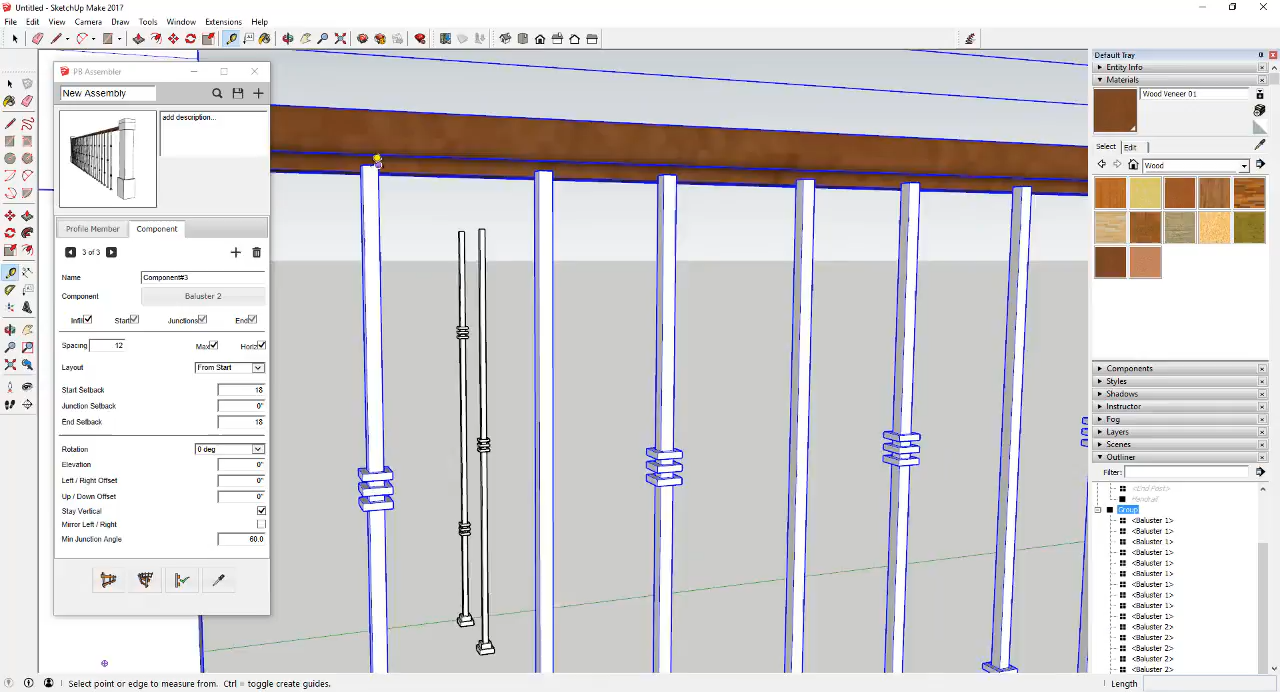 Untitled - SketchUp Make 2017
File Edit View Camera Draw Tools Window Extensions Help
PB Assembler
New Assembly
add description...
Profile Member Component
3 of 3
Name Component#3
Component Baluster 2
Infill Start Junctions End
Spacing 12 Max Horiz
Layout From Start
Start Setback 18
Junction Setback 0"
End Setback 18
Rotation 0 deg
Elevation 0"
Left / Right Offset 0"
Up / Down Offset 0"
Stay Vertical
Mirror Left / Right
Min Junction Angle 60.0
Default Tray
Entity Info
Materials
Wood Veneer 01
Select Edit
Wood
Components
Styles
Shadows
Instructor
Fog
Layers
Scenes
Outliner
Filter:
<End Post>
Handrail
Group
<Baluster 1>
<Baluster 1>
<Baluster 1>
<Baluster 1>
<Baluster 1>
<Baluster 1>
<Baluster 1>
<Baluster 1>
<Baluster 1>
<Baluster 1>
<Baluster 2>
<Baluster 2>
<Baluster 2>
<Baluster 2>
<Baluster 2>
Select point or edge to measure from. Ctrl = toggle create guides.
Length